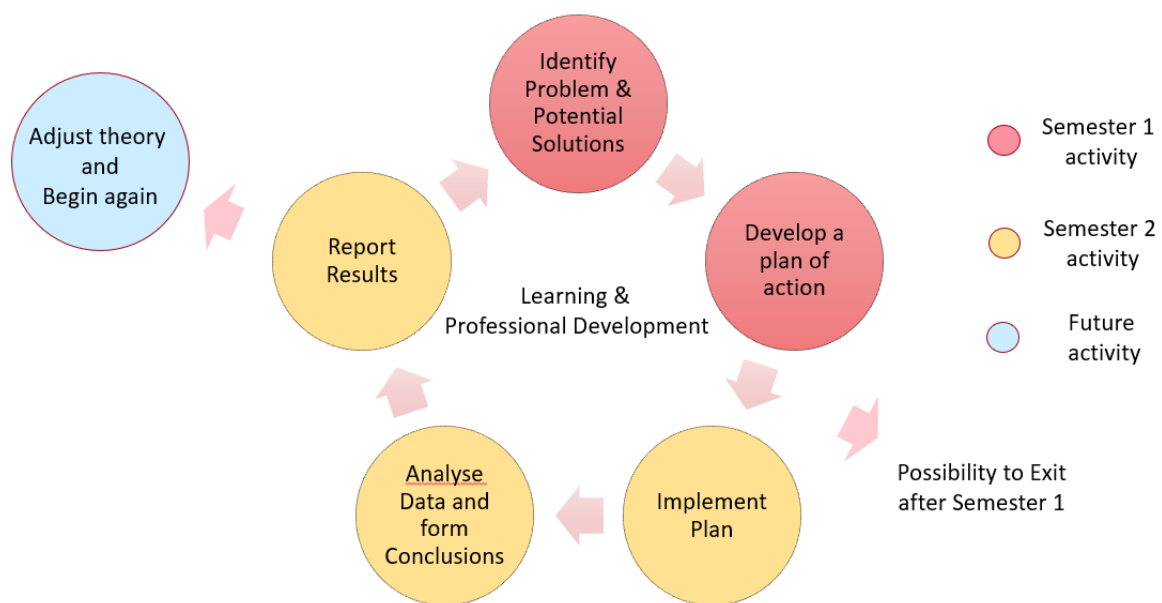 Identify
Problem &
Potential
Solutions
Develop a
plan of
action
Implement
Plan
Analyse
Data and
form
Conclusions
Report
Results
Adjust theory
and
Begin again
Learning &
Professional Development
Possibility to Exit
after Semester 1
Semester 1
activity
Semester 2
activity
Future
activity